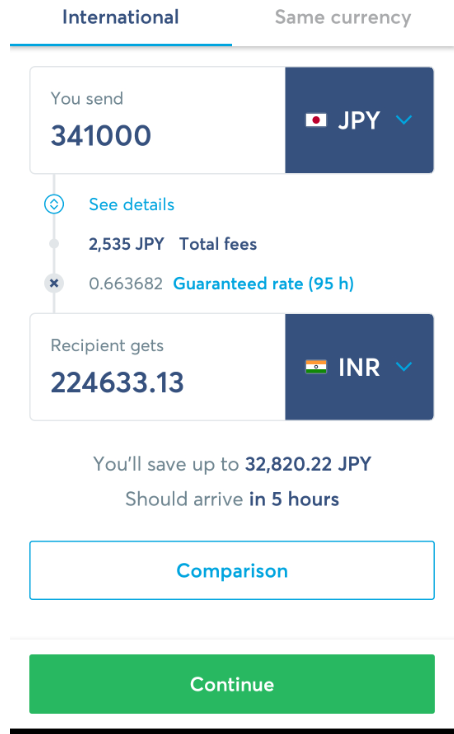 International Same currency
You send
341000 JPY
See details
2,535 JPY Total fees
0.663682 Guaranteed rate (95 h)
Recipient gets
224633.13 INR
You'll save up to 32,820.22 JPY
Should arrive in 5 hours
Comparison
Continue